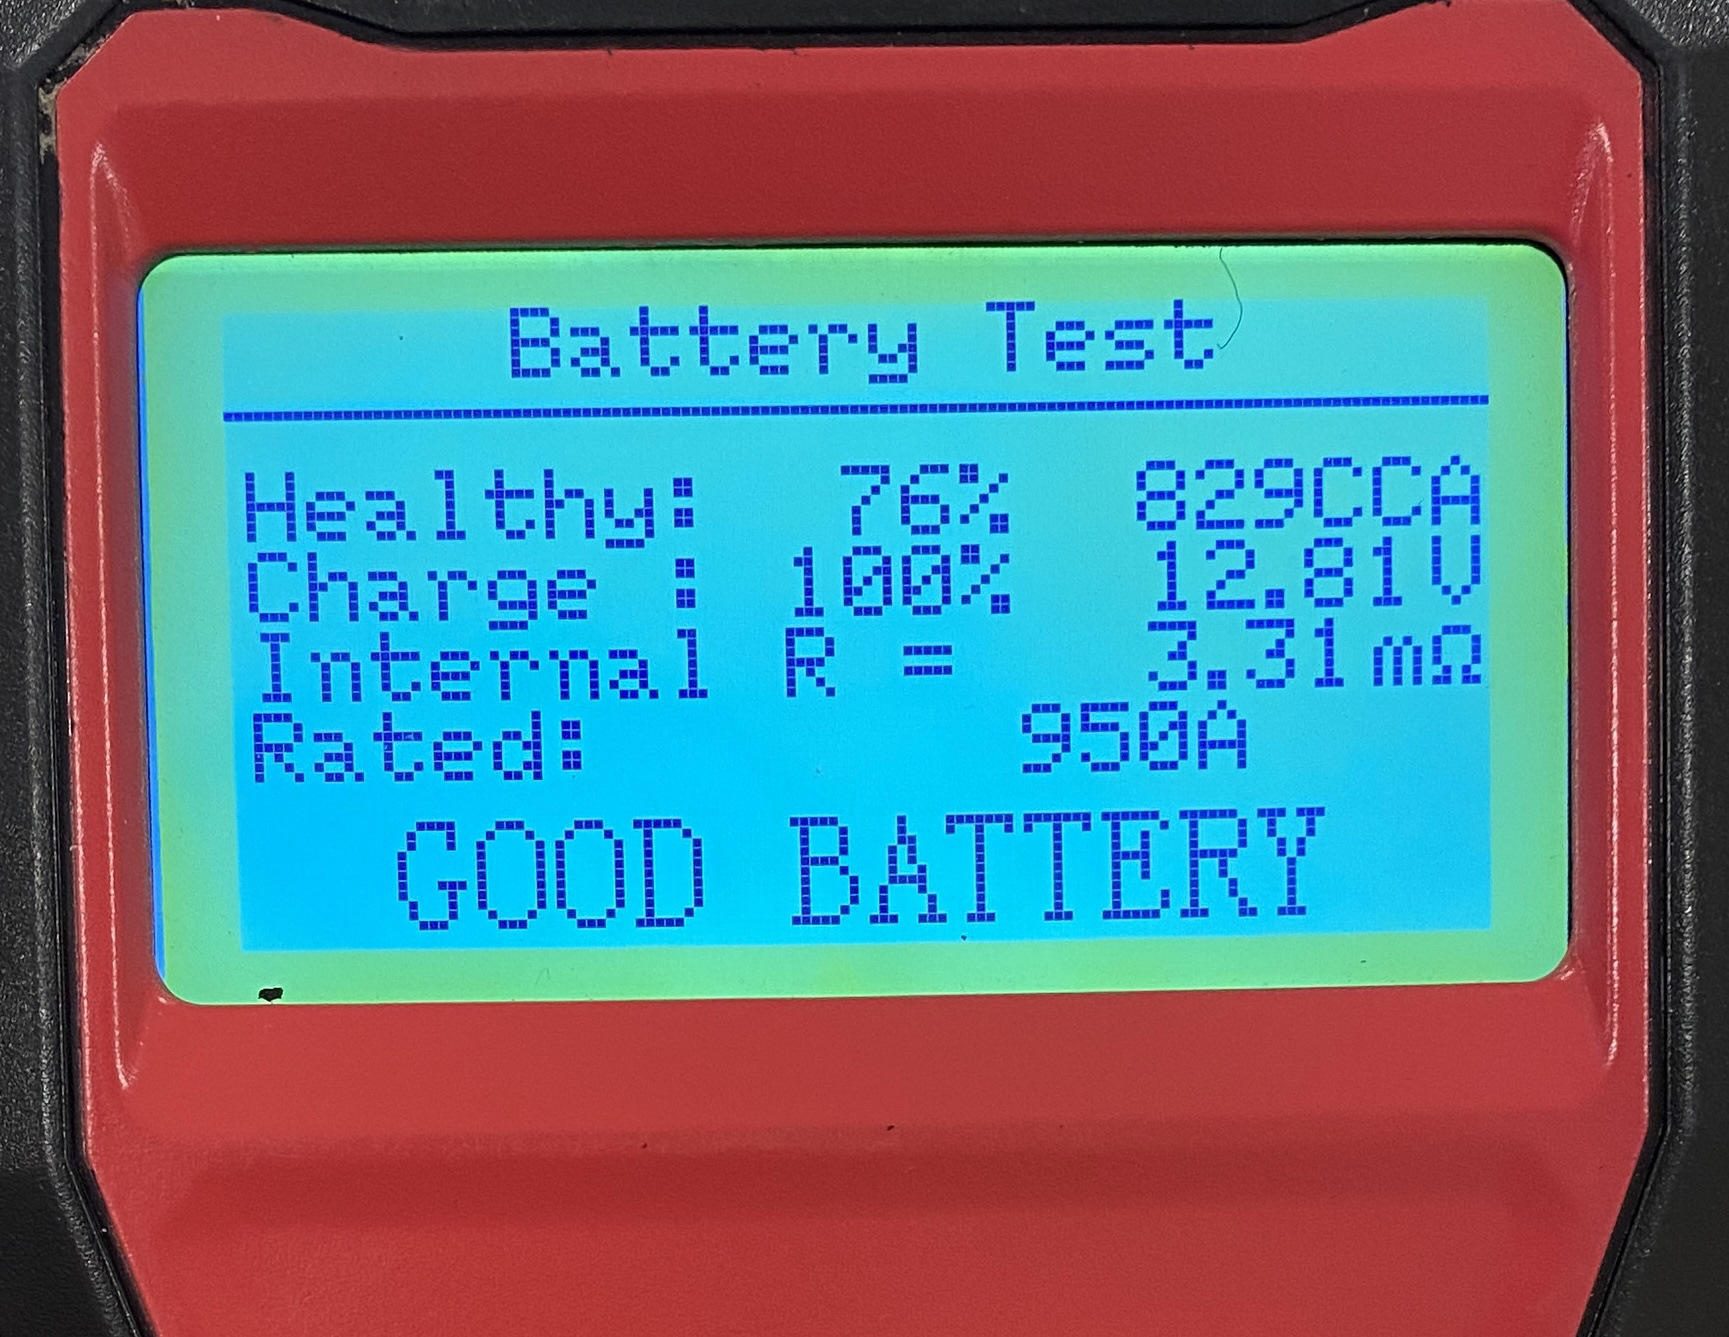 Battery Test
Healthy: 76% 829CCA
Charge : 100% 12.81V
Internal R = 3.31mΩ
Rated: 950A
GOOD BATTERY